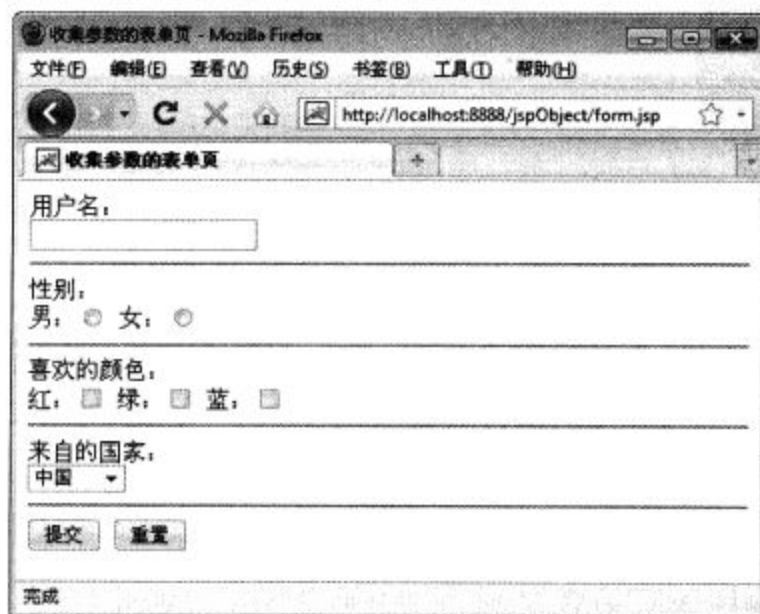 收集参数的表单页 - Mozilla Firefox
文件(F) 编辑(E) 查看(V) 历史(S) 书签(B) 工具(T) 帮助(H)
http://localhost:8888/jspObject/form.jsp
收集参数的表单页
用户名：
性别：
男： 女：
喜欢的颜色：
红： 绿： 蓝：
来自的国家：
中国
提交 重置
完成